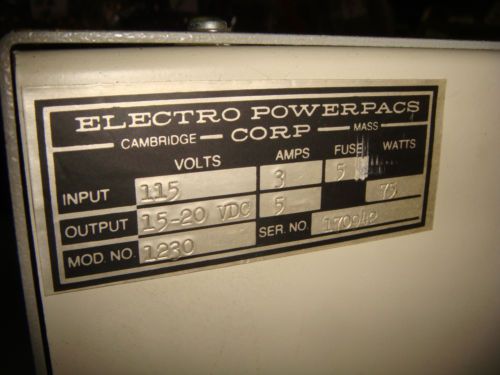 ELECTRO POWERPACS
CAMBRIDGE CORP MASS
VOLTS AMPS FUSE WATTS
INPUT 115 3 5
OUTPUT 15-20 VDC 5 75
MOD. NO. 1230 SER. NO. 170942